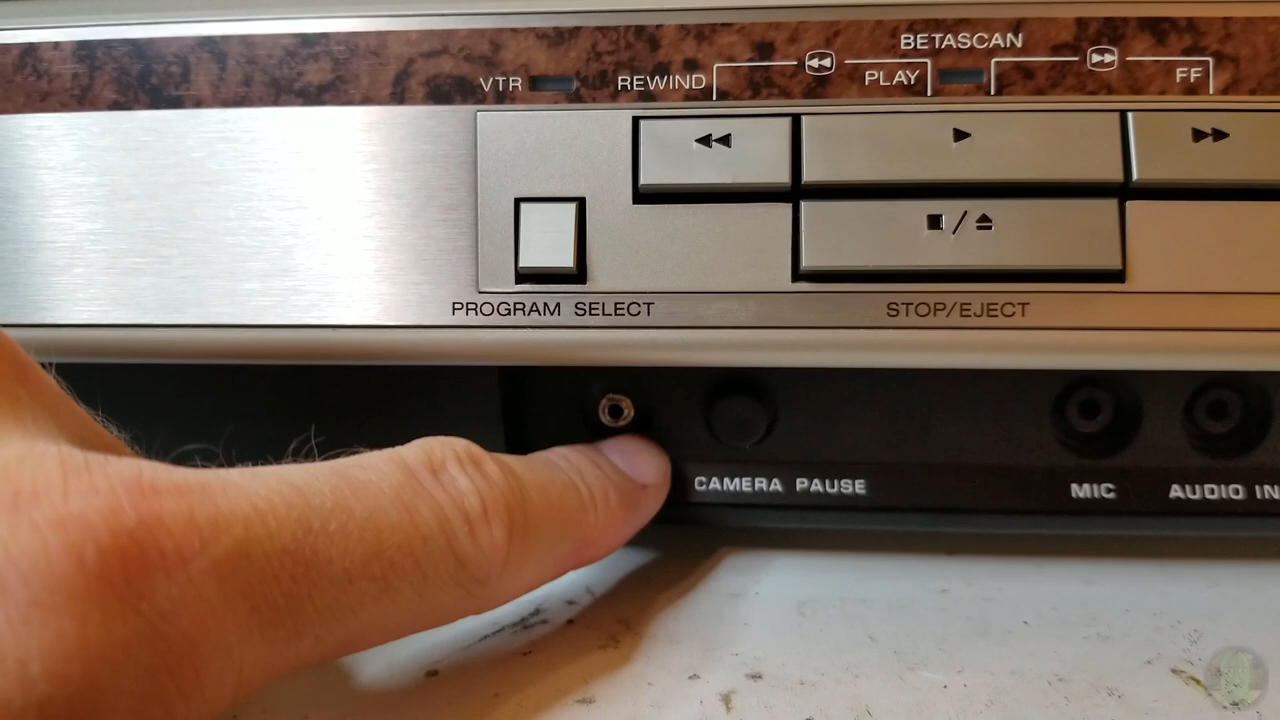 BETASCAN
VTR REWIND PLAY FF
PROGRAM SELECT STOP/EJECT
CAMERA PAUSE MIC AUDIO IN